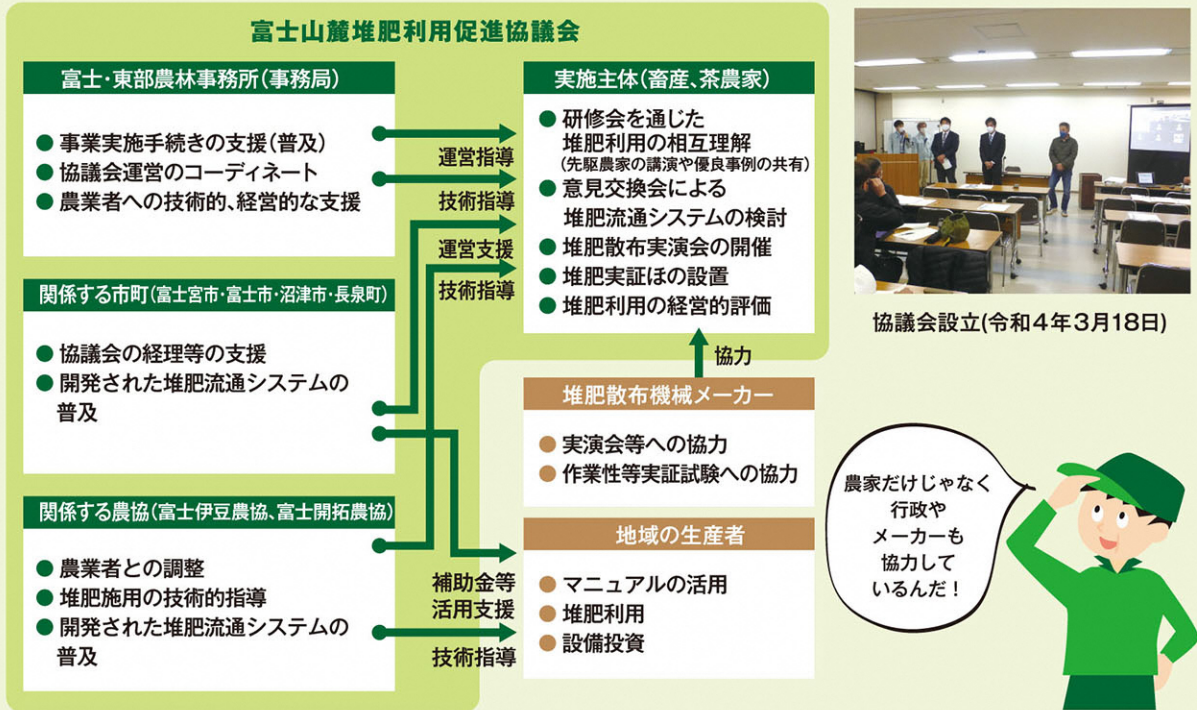 富士山麓堆肥利用促進協議会
富士・東部農林事務所（事務局）
● 事業実施手続きの支援（普及）
● 協議会運営のコーディネート
● 農業者への技術的、経営的な支援
運営指導
技術指導
関係する市町（富士宮市・富士市・沼津市・長泉町）
● 協議会の経理等の支援
● 開発された堆肥流通システムの
普及
運営支援
技術指導
関係する農協（富士伊豆農協、富士開拓農協）
● 農業者との調整
● 堆肥施用の技術的指導
● 開発された堆肥流通システムの
普及
補助金等
活用支援
技術指導
実施主体（畜産、茶農家）
● 研修会を通じた
堆肥利用の相互理解
（先駆農家の講演や優良事例の共有）
● 意見交換会による
堆肥流通システムの検討
● 堆肥散布実演会の開催
● 堆肥実証ほの設置
● 堆肥利用の経営的評価
協力
堆肥散布機械メーカー
● 実演会等への協力
● 作業性等実証試験への協力
地域の生産者
● マニュアルの活用
● 堆肥利用
● 設備投資
協議会設立(令和4年3月18日)
農家だけじゃなく
行政や
メーカーも
協力して
いるんだ！